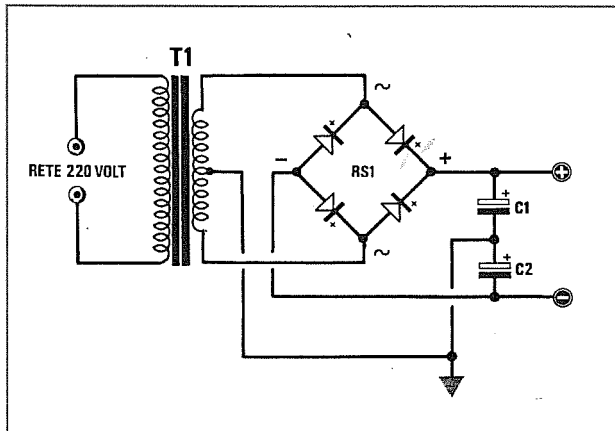 T1
~
RETE 220 VOLT
-
RS1
+
+
C1
+
C2
~
+
-